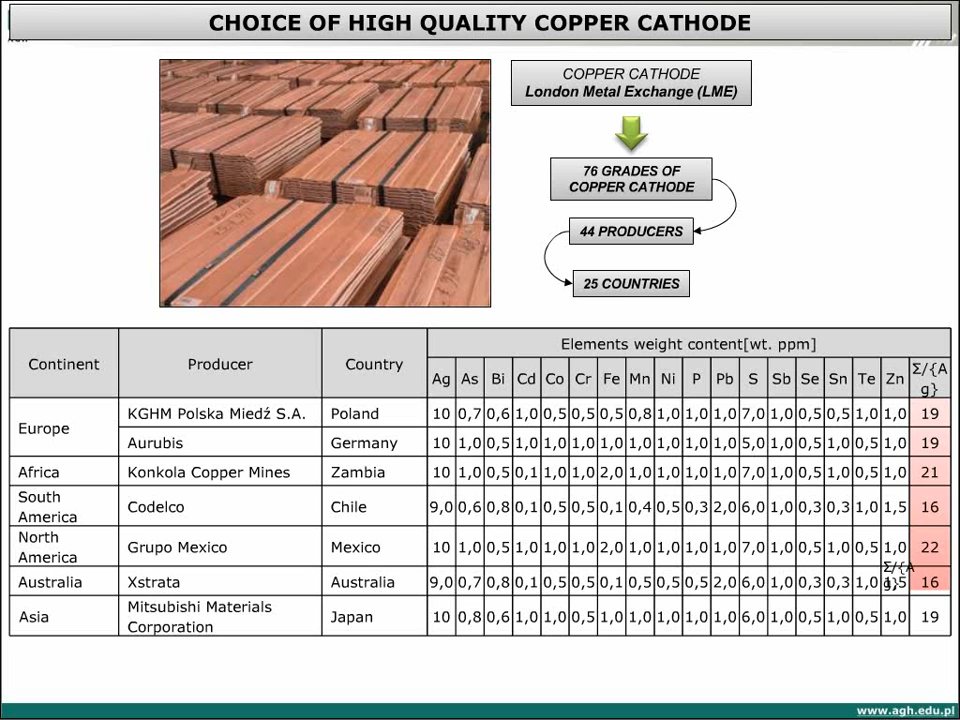 CHOICE OF HIGH QUALITY COPPER CATHODE
COPPER CATHODE
London Metal Exchange (LME)
76 GRADES OF
COPPER CATHODE
44 PRODUCERS
25 COUNTRIES
Continent Producer Country Elements weight content[wt. ppm]
Ag As Bi Cd Co Cr Fe Mn Ni P Pb S Sb Se Sn Te Zn Σ/{A
g}
Europe KGHM Polska Miedź S.A. Poland 10 0,7 0,6 1,0 0,5 0,5 0,5 0,8 1,0 1,0 1,0 7,0 1,0 0,5 0,5 1,0 1,0 19
Aurubis Germany 10 1,0 0,5 1,0 1,0 1,0 1,0 1,0 1,0 1,0 1,0 5,0 1,0 0,5 1,0 0,5 1,0 19
Africa Konkola Copper Mines Zambia 10 1,0 0,5 0,1 1,0 1,0 2,0 1,0 1,0 1,0 1,0 7,0 1,0 0,5 1,0 0,5 1,0 21
South
America Codelco Chile 9,0 0,6 0,8 0,1 0,5 0,5 0,1 0,4 0,5 0,3 2,0 6,0 1,0 0,3 0,3 1,0 1,5 16
North
America Grupo Mexico Mexico 10 1,0 0,5 1,0 1,0 1,0 2,0 1,0 1,0 1,0 1,0 7,0 1,0 0,5 1,0 0,5 1,0 22
Σ/{A
g}
Australia Xstrata Australia 9,0 0,7 0,8 0,1 0,5 0,5 0,1 0,5 0,5 0,5 2,0 6,0 1,0 0,3 0,3 1,0 1,5 16
Asia Mitsubishi Materials
Corporation Japan 10 0,8 0,6 1,0 1,0 0,5 1,0 1,0 1,0 1,0 1,0 6,0 1,0 0,5 1,0 0,5 1,0 19
www.agh.edu.pl